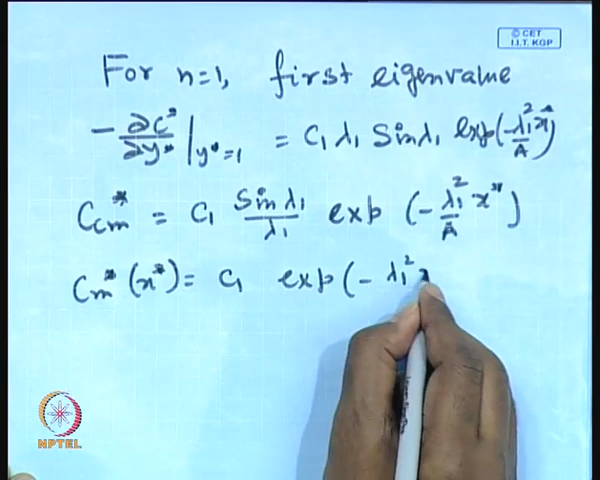 © CET
I.I.T. KGP
For n=1, first eigenvalue
-∂c*/∂y* |y*=1 = C₁ λ₁ Sin λ₁ exp(-λ₁²/A x*)
Ccm* = C₁ Sin λ₁/λ₁ exp (-λ₁²/A x*)
Cm*(x*) = C₁ exp(- λ₁²
NPTEL